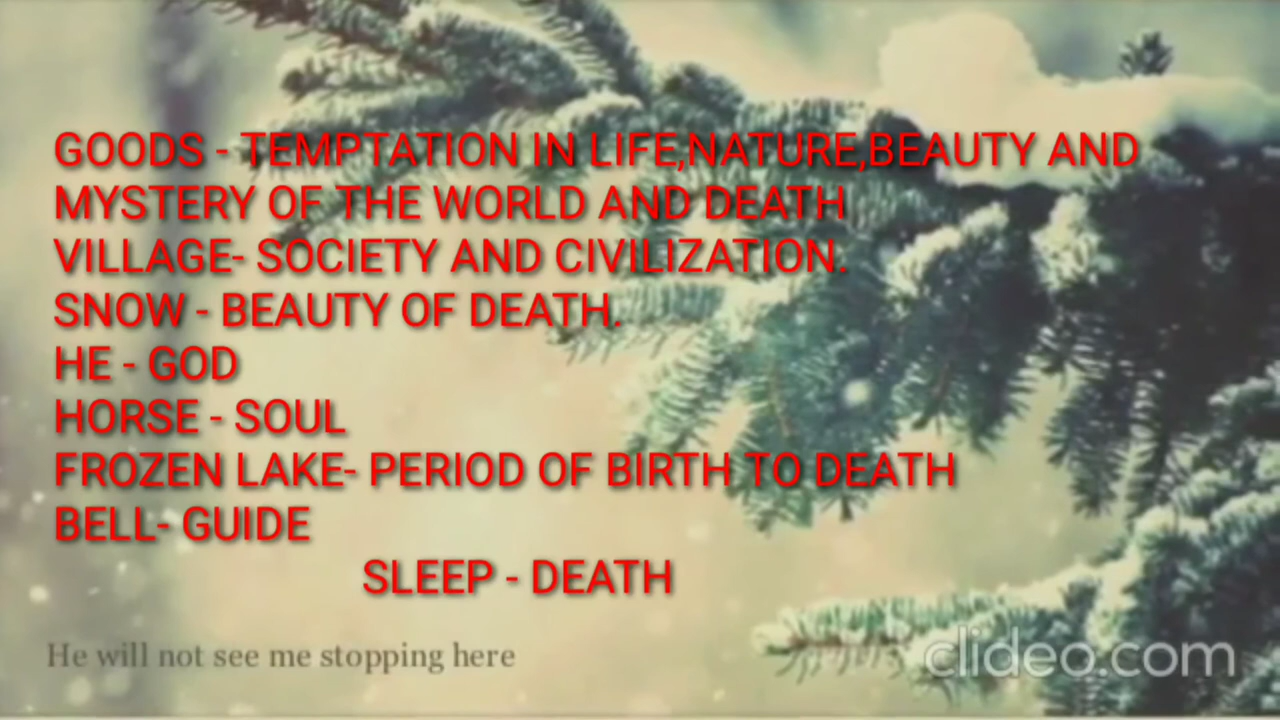 GOODS - TEMPTATION IN LIFE,NATURE,BEAUTY AND
MYSTERY OF THE WORLD AND DEATH
VILLAGE- SOCIETY AND CIVILIZATION.
SNOW - BEAUTY OF DEATH.
HE - GOD
HORSE - SOUL
FROZEN LAKE- PERIOD OF BIRTH TO DEATH
BELL- GUIDE
SLEEP - DEATH
He will not see me stopping here
clideo.com